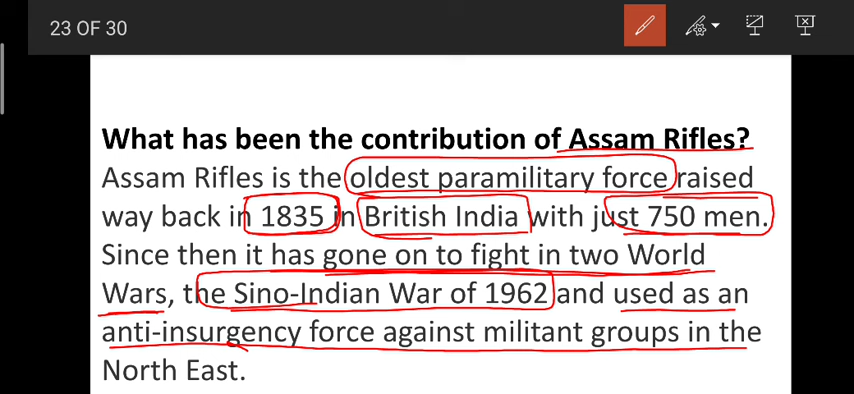 23 OF 30
What has been the contribution of Assam Rifles?
Assam Rifles is the oldest paramilitary force raised
way back in 1835 in British India with just 750 men.
Since then it has gone on to fight in two World
Wars, the Sino-Indian War of 1962 and used as an
anti-insurgency force against militant groups in the
North East.